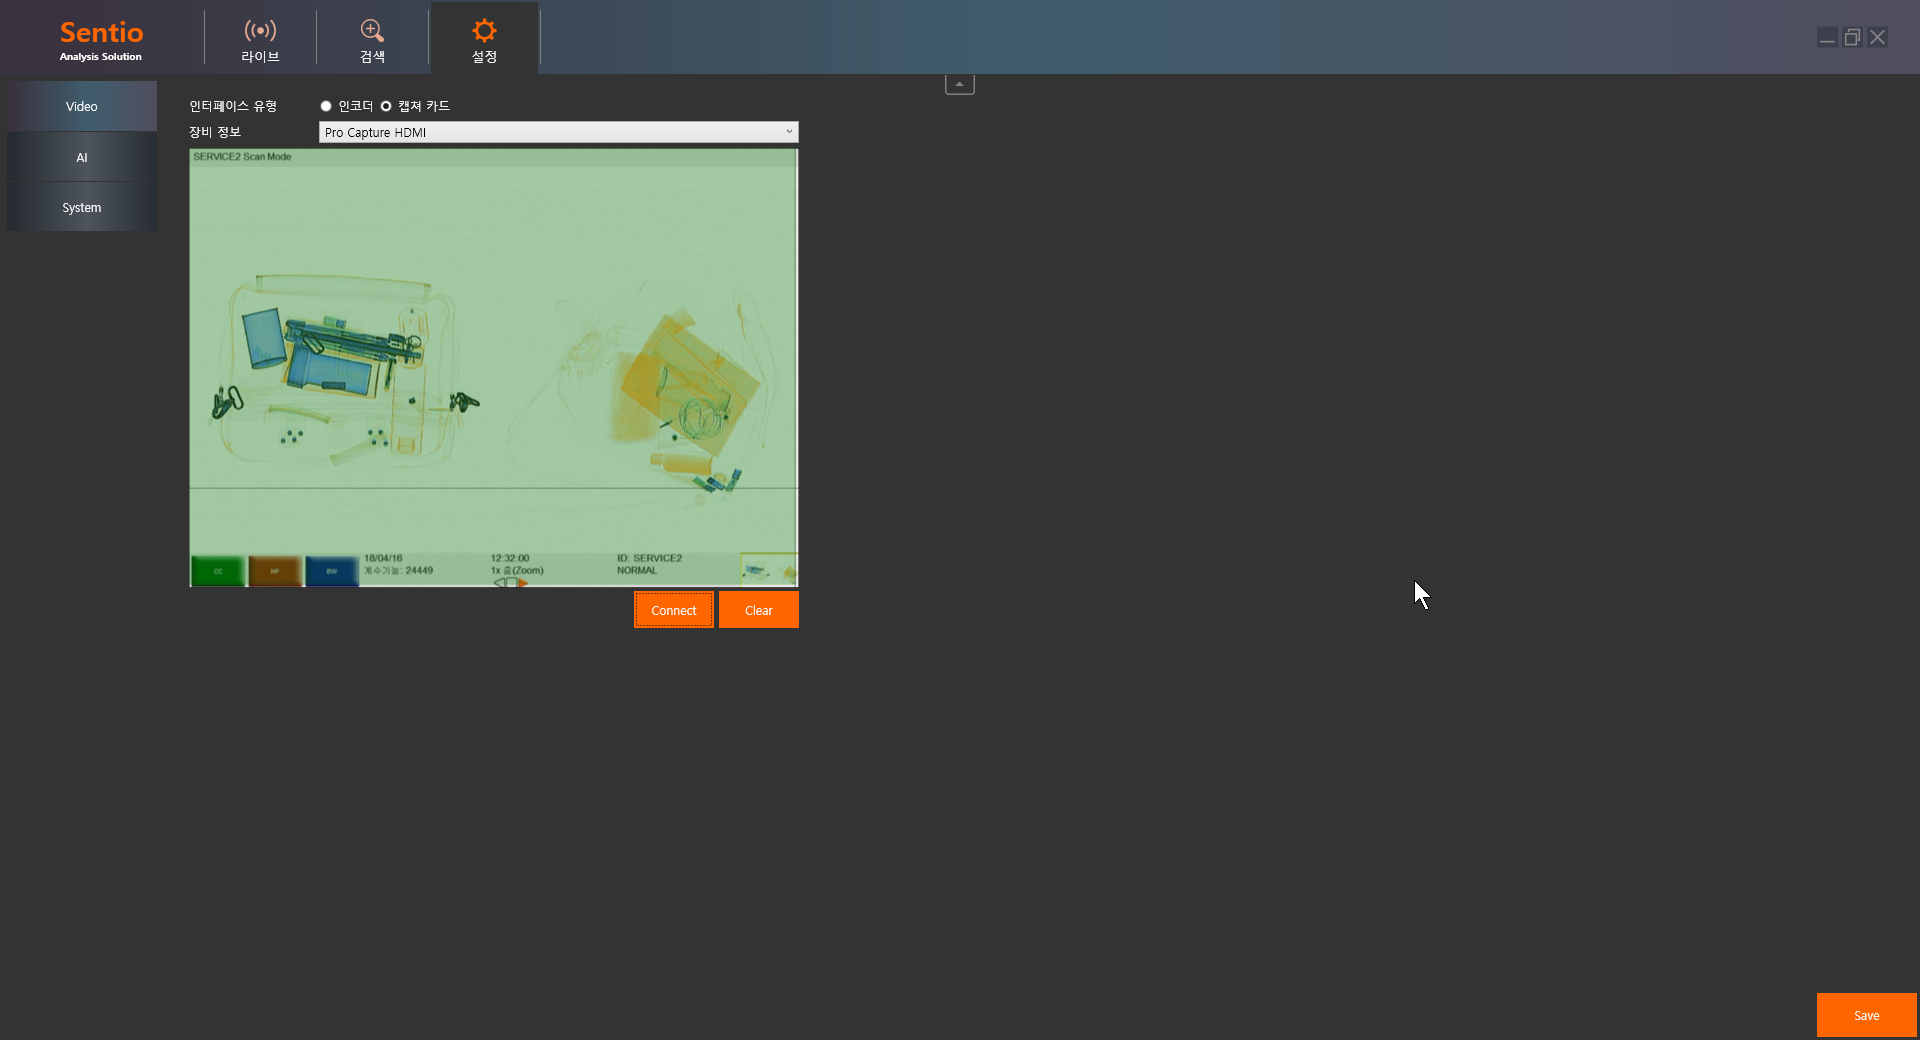 Sentio
Analysis Solution
라이브
검색
설정
Video
AI
System
인터페이스 유형
인코더
캡쳐 카드
장비 정보
Pro Capture HDMI
SERVICE2 Scan Mode
CC
HP
BW
18/04/16
12:32:00
ID: SERVICE2
계수기능: 24449
1x 줌(Zoom)
NORMAL
Connect
Clear
Save